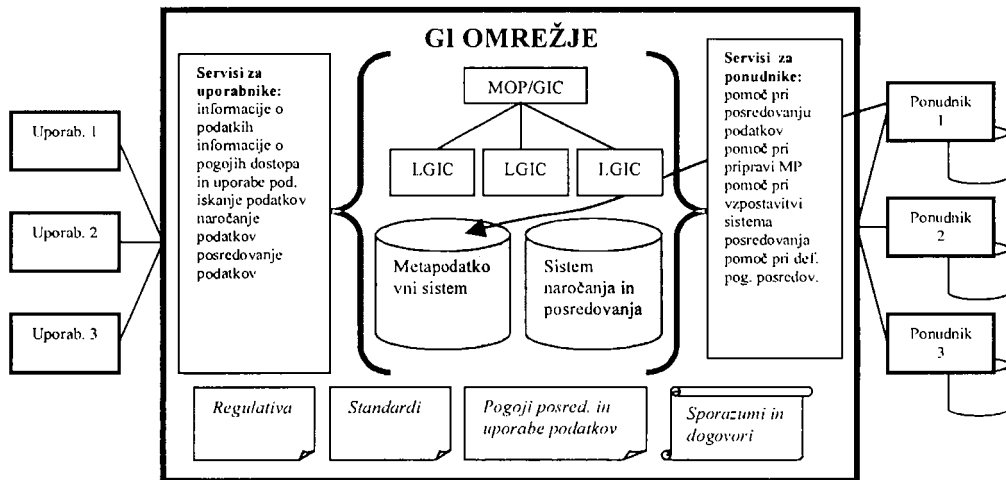 GI OMREŽJE
Uporab. 1
Uporab. 2
Uporab. 3
Servisi za
uporabnike:
informacije o
podatkih
informacije o
pogojih dostopa
in uporabe pod.
iskanje podatkov
naročanje
podatkov
posredovanje
podatkov
MOP/GIC
LGIC
LGIC
LGIC
Metapodatko
vni sistem
Sistem
naročanja in
posredovanja
Servisi za
ponudnike:
pomoč pri
posredovanju
podatkov
pomoč pri
pripravi MP
pomoč pri
vzpostavitvi
sistema
posredovanja
pomoč pri def.
pog. posredov.
Ponudnik
1
Ponudnik
2
Ponudnik
3
Regulativa
Standardi
Pogoji posred. in
uporabe podatkov
Sporazumi in
dogovori